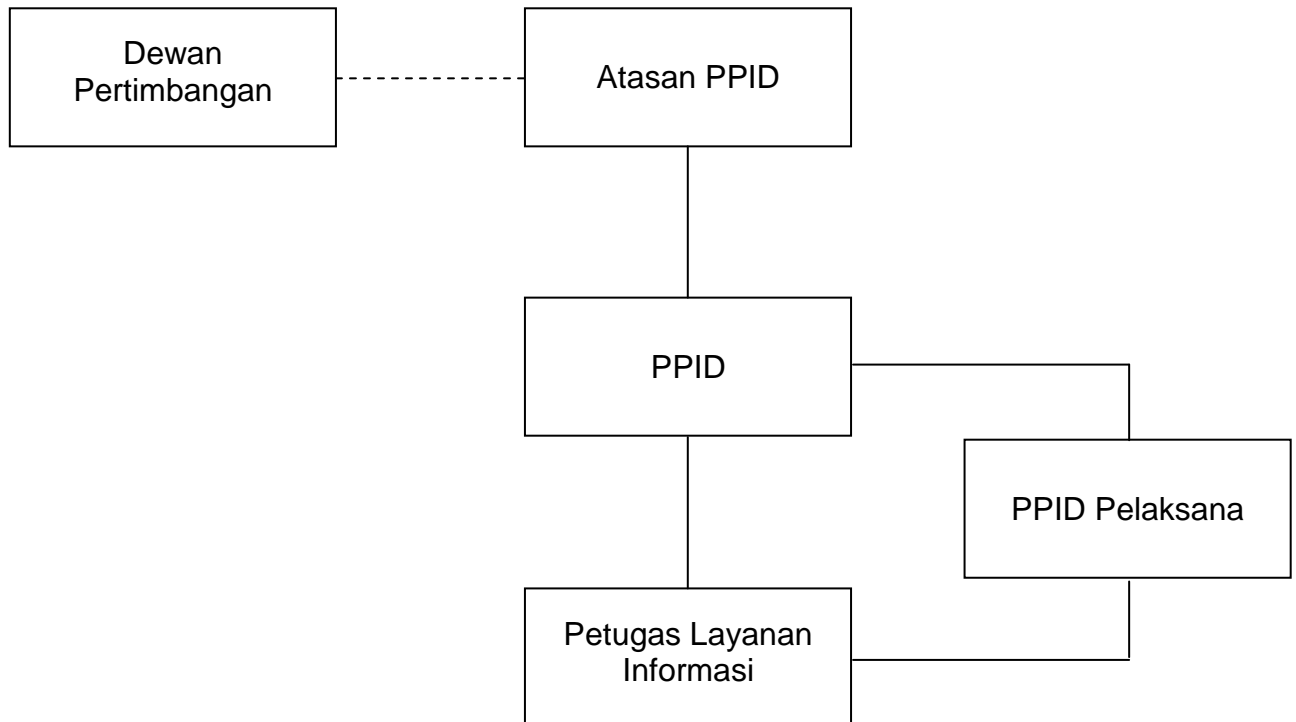 Dewan
Pertimbangan
Atasan PPID
PPID
PPID Pelaksana
Petugas Layanan
Informasi